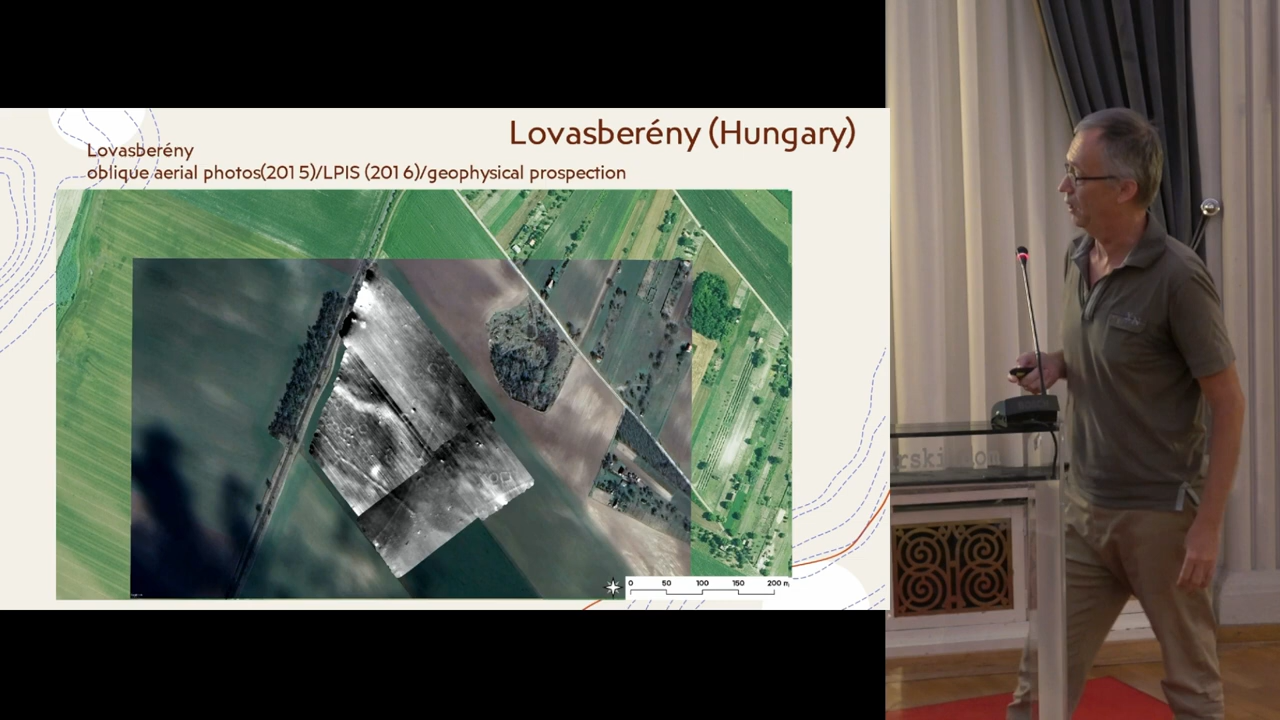 Lovasberény (Hungary)
Lovasberény
oblique aerial photos(2015)/LPIS (2016)/geophysical prospection
0 50 100 150 200 m